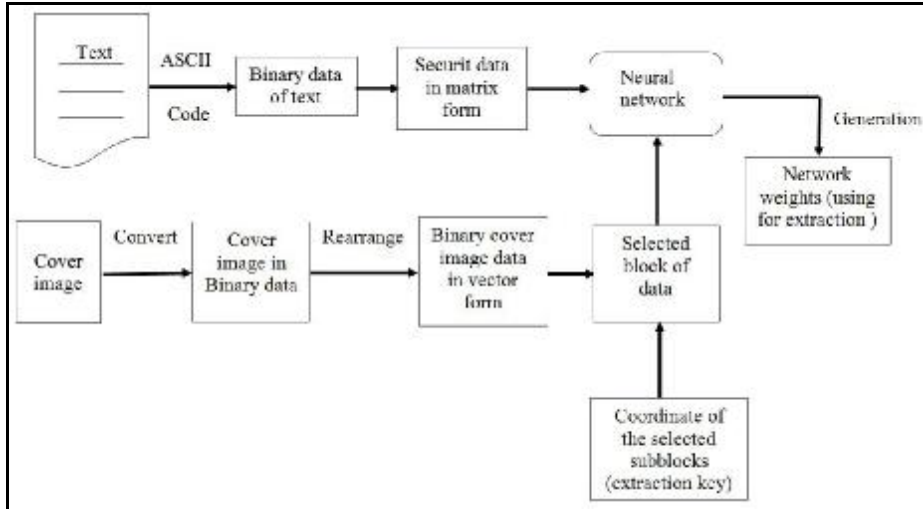 Text
ASCII
Code
Binary data
of text
Securit data
in matrix
form
Neural
network
Generation
Network
weights (using
for extraction )
Cover
image
Convert
Cover
image in
Binary data
Rearrange
Binary cover
image data
in vector
form
Selected
block of
data
Coordinate of
the selected
subblocks
(extraction key)